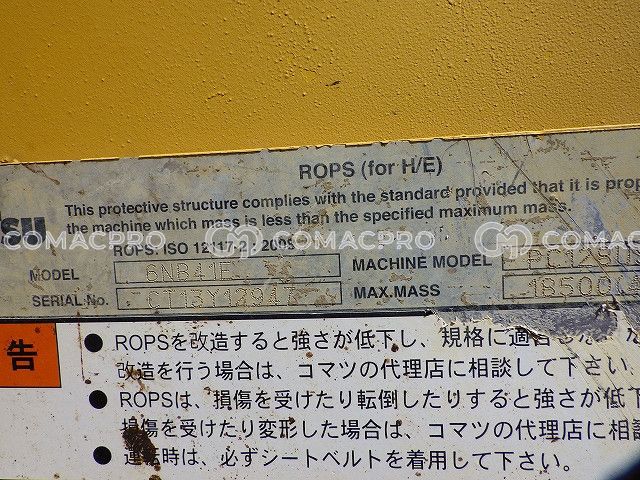 ROPS (for H/E)
This protective structure complies with the standard provided that it is prop
the machine which mass is less than the specified maximum mass.
SU
COMACPRO COMACPRO COMACPRO
ROPS: ISO 12117-2 : 2008
MODEL 6NB41E MACHINE MODEL PC128US
SERIAL No. MAX.MASS 18500
告
● ROPSを改造すると強さが低下し、規格に適合
改造を行う場合は、コマツの代理店に相談して下さい。
● ROPSは、損傷を受けたり転倒したりすると強さが低下
損傷を受けたり変形した場合は、コマツの代理店に相談
● 運転時は、必ずシートベルトを着用して下さい。